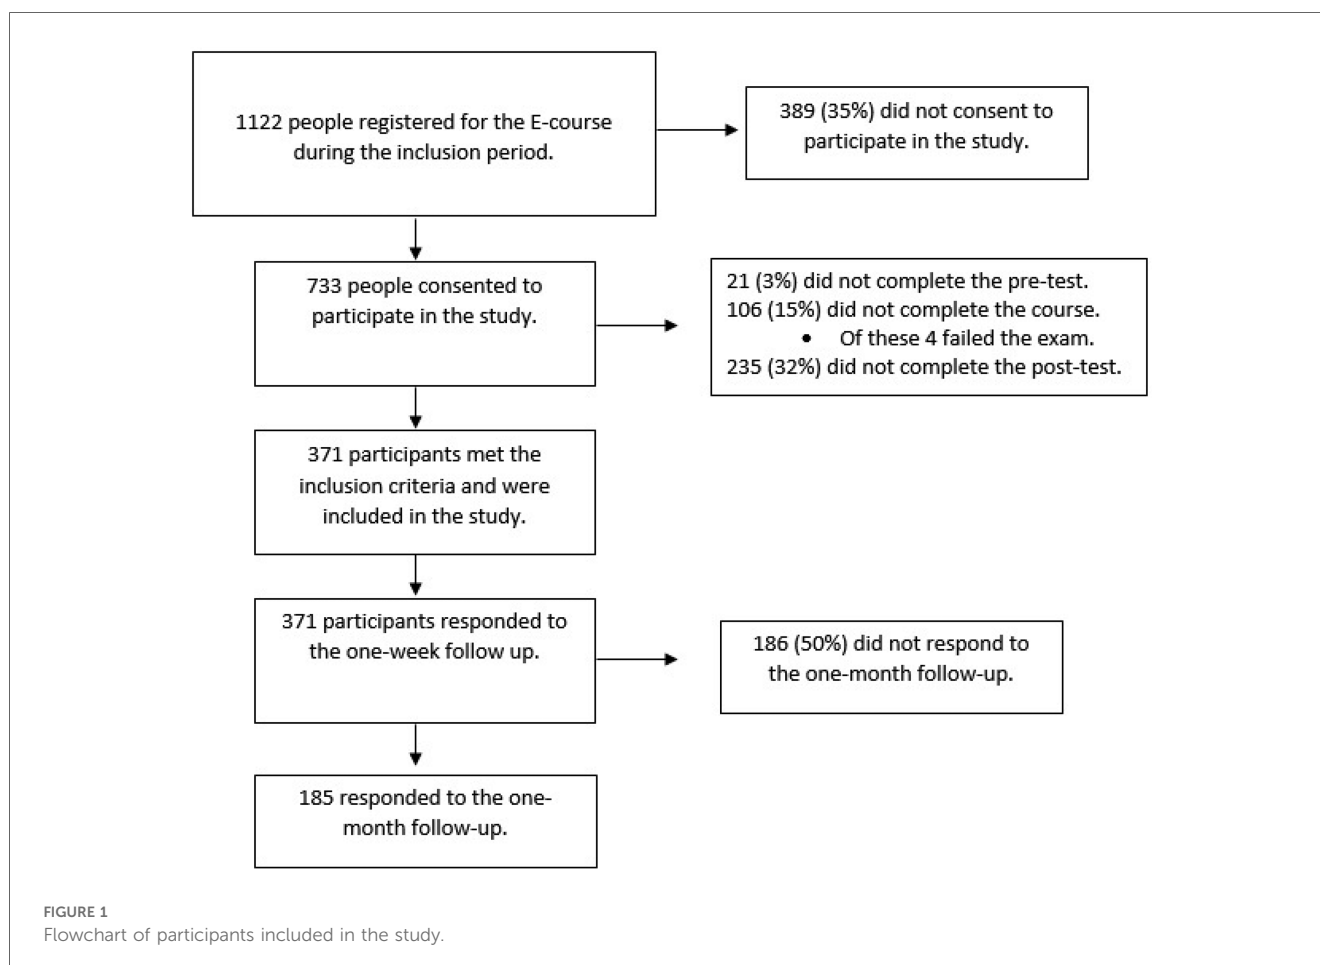 1122 people registered for the E-course
during the inclusion period.
389 (35%) did not consent to
participate in the study.
733 people consented to
participate in the study.
21 (3%) did not complete the pre-test.
106 (15%) did not complete the course.
• Of these 4 failed the exam.
235 (32%) did not complete the post-test.
371 participants met the
inclusion criteria and were
included in the study.
371 participants responded to
the one-week follow up.
186 (50%) did not respond to
the one-month follow-up.
185 responded to the one-
month follow-up.
FIGURE 1
Flowchart of participants included in the study.